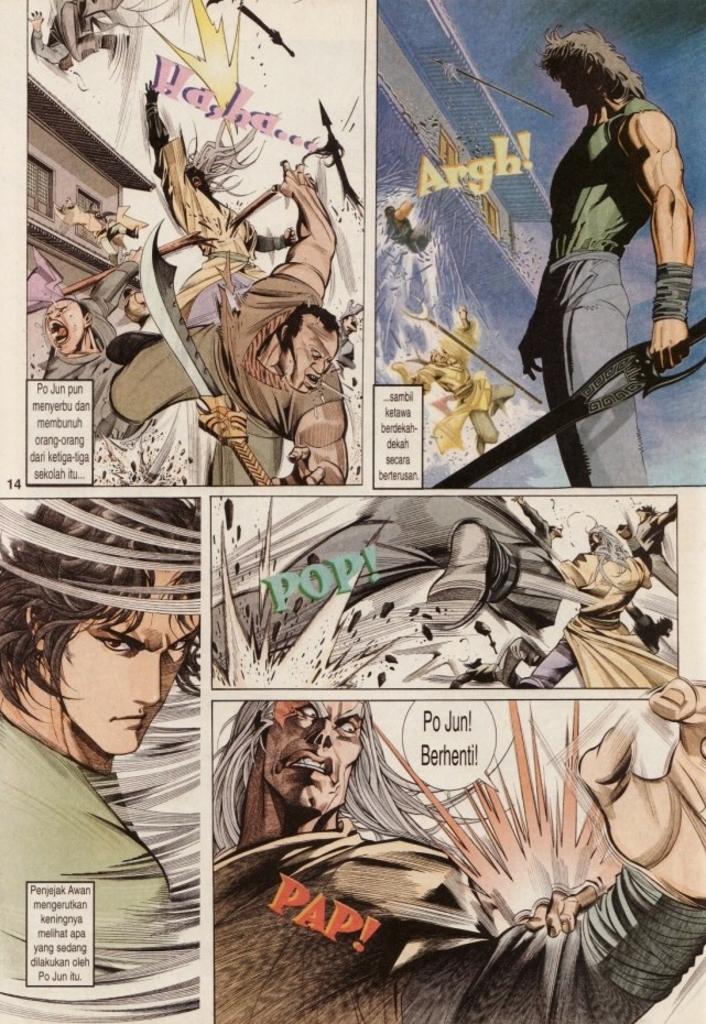 Hasha...
Po Jun pun
menyerbu dan
membunuh
orang-orang
dari ketiga-tiga
sekolah itu...
Argh!
...sambil
ketawa
berdekah-
dekah
secara
berterusan.
14
Penjejak Awan
mengerutkan
keningnya
melihat apa
yang sedang
dilakukan oleh
Po Jun itu.
POP!
Po Jun!
Berhenti!
PAP!